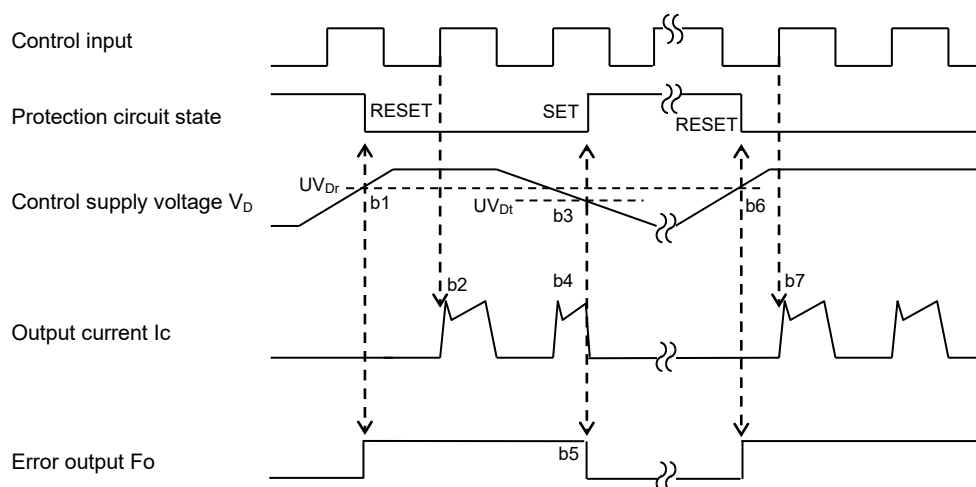 Control input
Protection circuit state
RESET
SET
RESET
Control supply voltage VD
UVDr
b1
UVDt
b3
b6
Output current Ic
b2
b4
b7
Error output Fo
b5